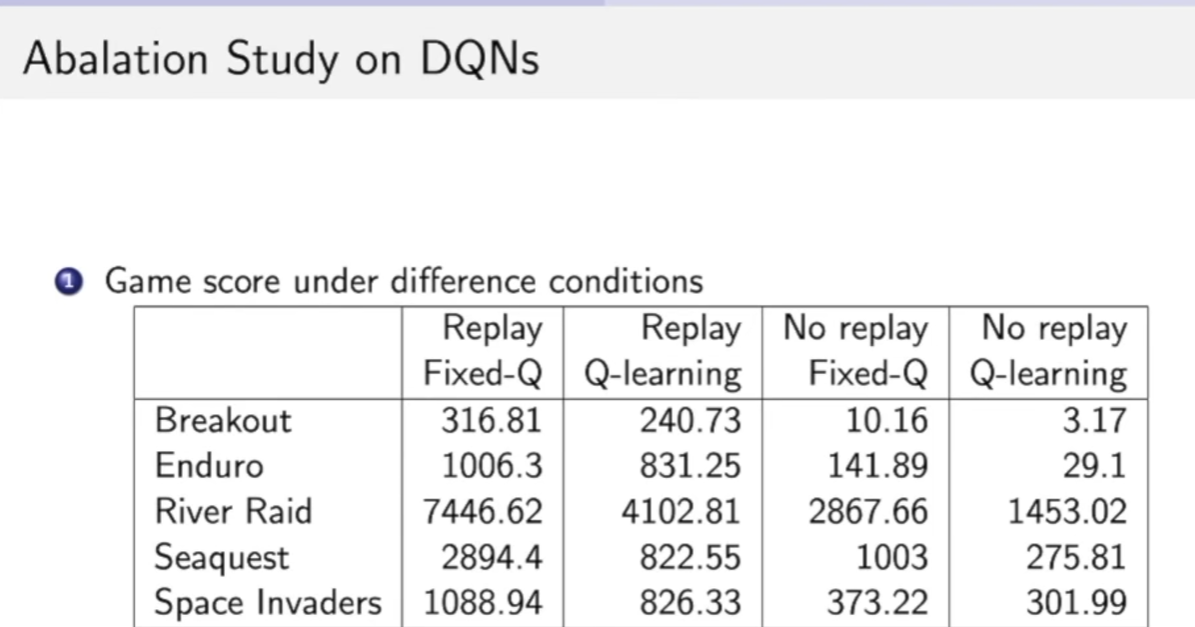 Abalation Study on DQNs
1 Game score under difference conditions
Replay Replay No replay No replay
Fixed-Q Q-learning Fixed-Q Q-learning
Breakout 316.81 240.73 10.16 3.17
Enduro 1006.3 831.25 141.89 29.1
River Raid 7446.62 4102.81 2867.66 1453.02
Seaquest 2894.4 822.55 1003 275.81
Space Invaders 1088.94 826.33 373.22 301.99